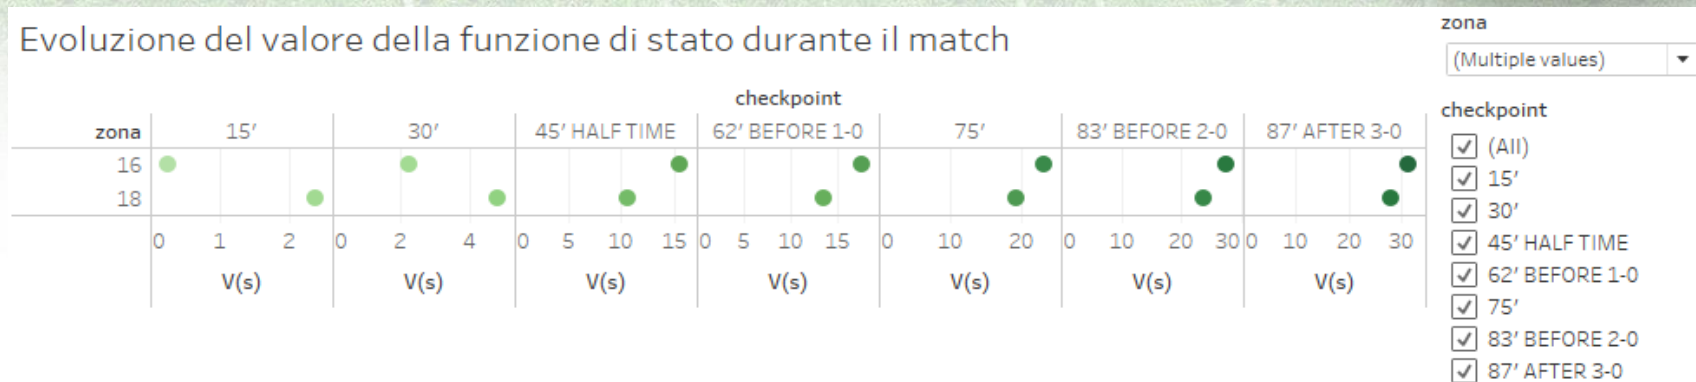 Evoluzione del valore della funzione di stato durante il match
checkpoint
zona 15′ 30′ 45′ HALF TIME 62′ BEFORE 1-0 75′ 83′ BEFORE 2-0 87′ AFTER 3-0
16
18
0 1 2 0 2 4 0 5 10 15 0 5 10 15 0 10 20 0 10 20 30 0 10 20 30
V(s) V(s) V(s) V(s) V(s) V(s) V(s)
zona
(Multiple values)
checkpoint
(All)
15′
30′
45′ HALF TIME
62′ BEFORE 1-0
75′
83′ BEFORE 2-0
87′ AFTER 3-0